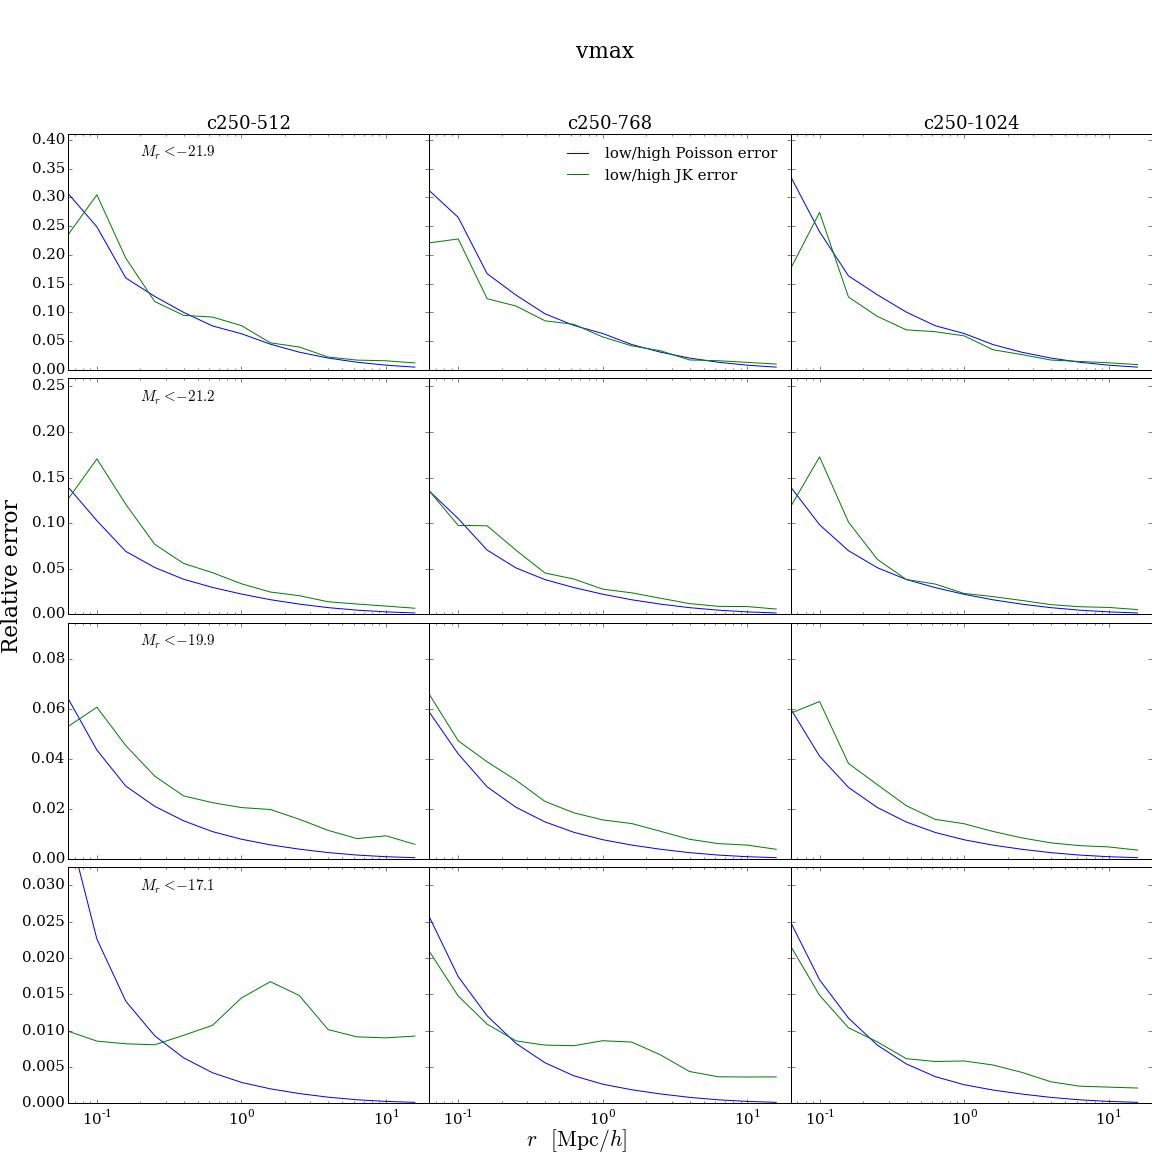 vmax
c250-512 c250-768 c250-1024
0.40
M_r < −21.9
low/high Poisson error
low/high JK error
0.35
0.30
0.25
0.20
0.15
0.10
0.05
0.00
0.25
M_r < −21.2
0.20
0.15
0.10
0.05
0.00
Relative error
M_r < −19.9
0.08
0.06
0.04
0.02
0.00
M_r < −17.1
0.030
0.025
0.020
0.015
0.010
0.005
0.000
10^-1 10^0 10^1 10^-1 10^0 10^1 10^-1 10^0 10^1
r [Mpc/h]